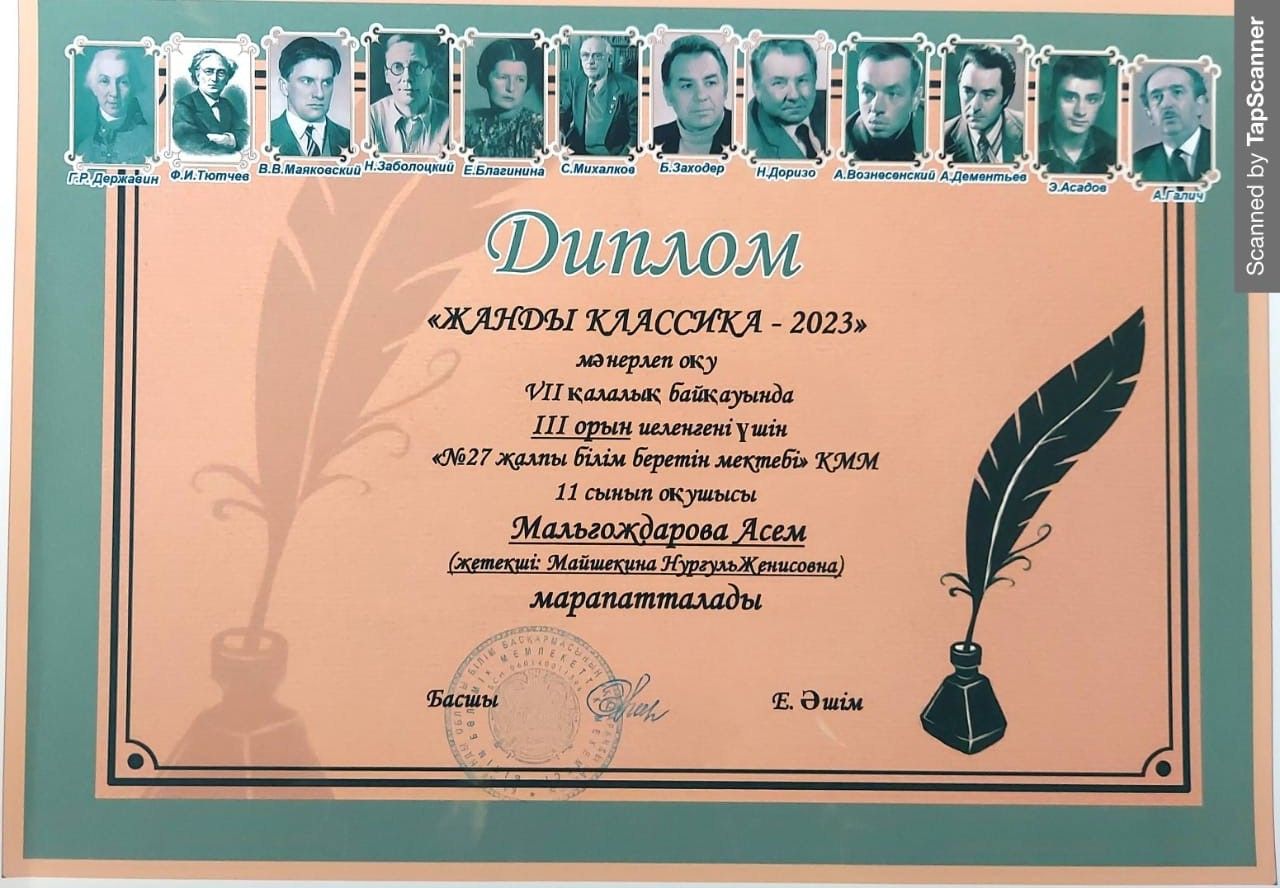 Г.Р. Державин
Ф.И.Тютчев
В.В.Маяковский
Н.Заболоцкий
Е.Благинина
С.Михалков
Б.Заходер
Н.Доризо
А.Вознесенский
А.Дементьев
Э.Асадов
А.Галич
Диплом
«ЖАНДЫ КЛАССИКА - 2023»
мәнерлеп оқу
VII қалалық байқауында
III орын иеленгені үшін
«№27 жалпы білім беретін мектебі» КММ
11 сынып оқушысы
Мальгождарова Асем
(жетекші: Майшекина НургульЖенисовна)
марапатталады
Басшы
Е. Әшім
БІЛІМ БАСҚАРМАСЫНЫҢ
Scanned by TapScanner